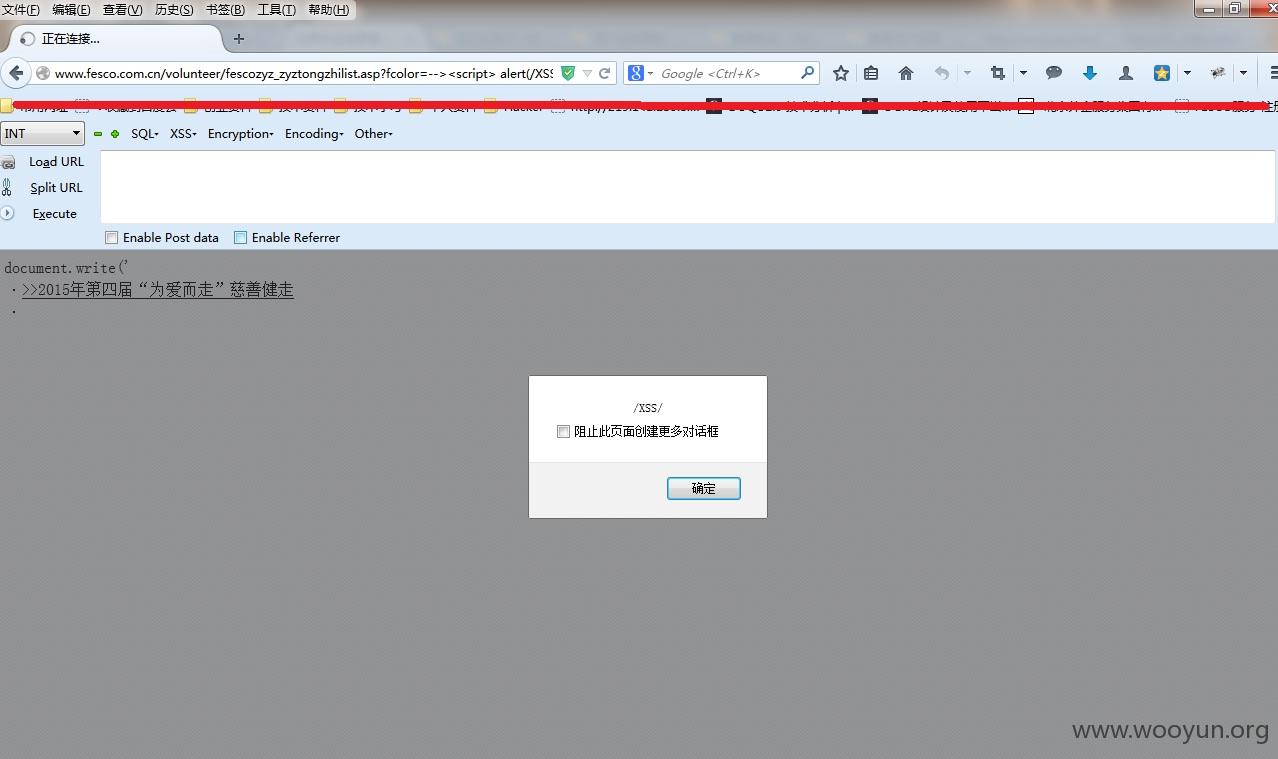 文件(F) 编辑(E) 查看(V) 历史(S) 书签(B) 工具(T) 帮助(H)
正在连接...
www.fesco.com.cn/volunteer/fescozyz_zyztongzhilist.asp?fcolor=--><script> alert(/XSS
Google <Ctrl+K>
INT SQL XSS Encryption Encoding Other
Load URL
Split URL
Execute
Enable Post data Enable Referrer
document.write('
·>>2015年第四届“为爱而走”慈善健走
·
/XSS/
阻止此页面创建更多对话框
确定
www.wooyun.org